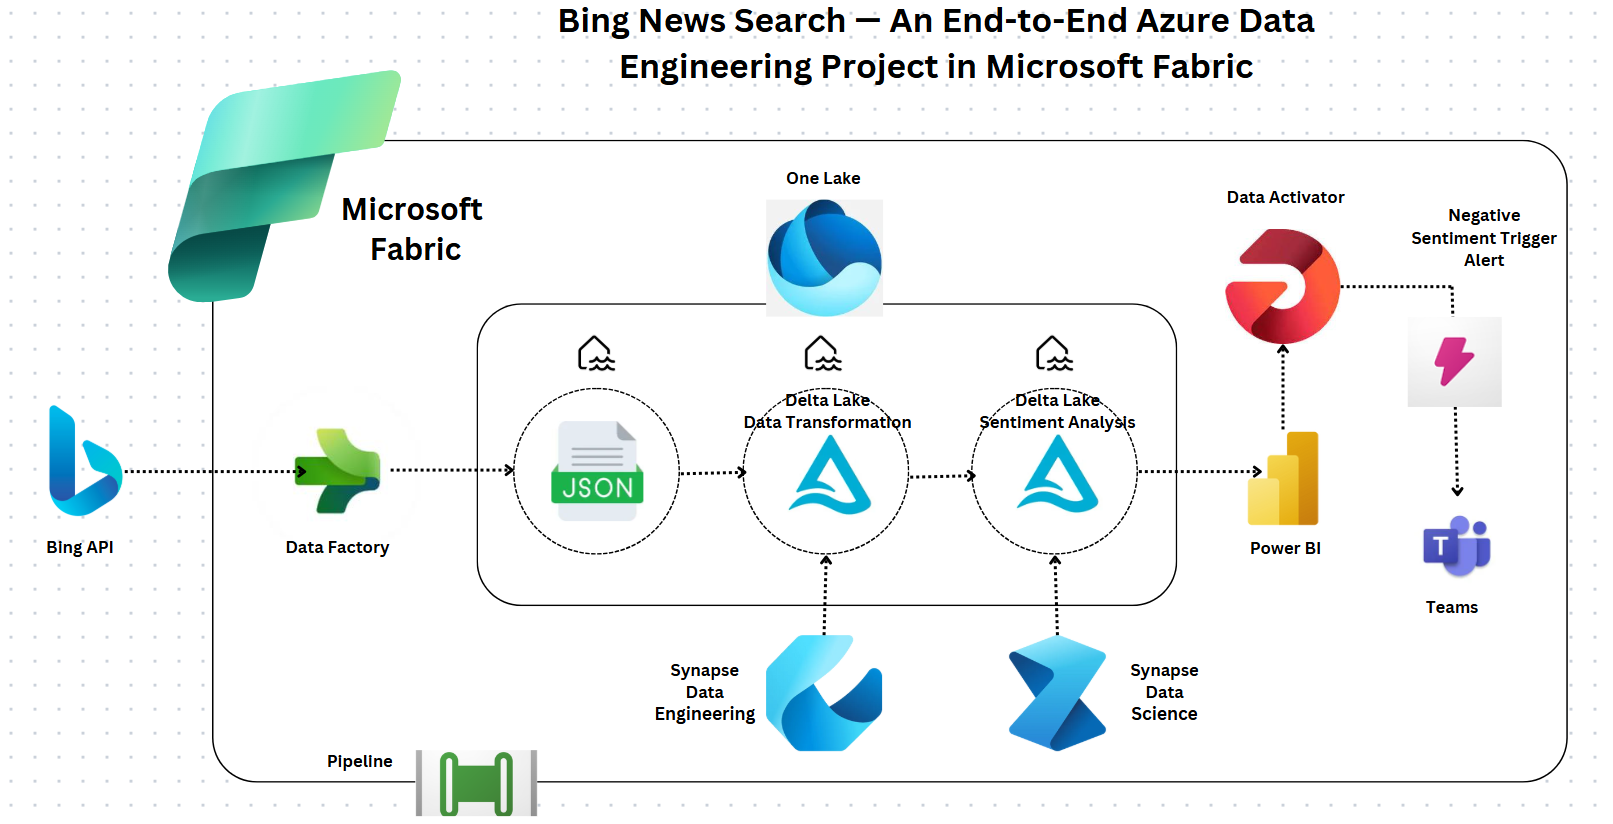 Bing News Search — An End-to-End Azure Data
Engineering Project in Microsoft Fabric
Microsoft
Fabric
One Lake
Data Activator
Negative
Sentiment Trigger
Alert
Delta Lake
Data Transformation
Delta Lake
Sentiment Analysis
JSON
Bing API
Data Factory
Power BI
T
Teams
Synapse
Data
Engineering
Synapse
Data
Science
Pipeline